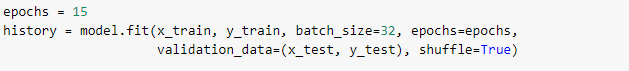 epochs = 15
history = model.fit(x_train, y_train, batch_size=32, epochs=epochs,
                    validation_data=(x_test, y_test), shuffle=True)